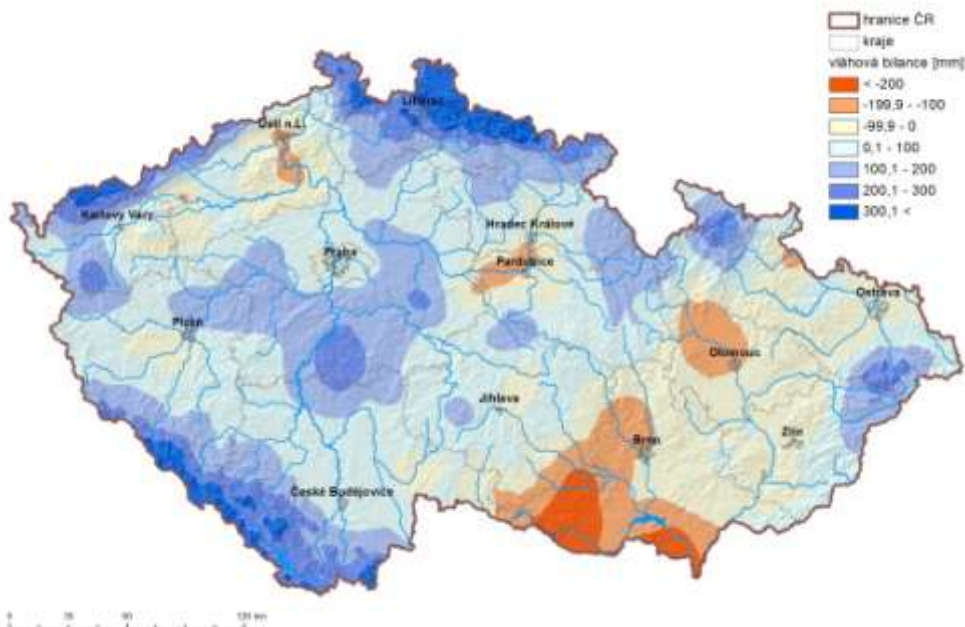 hranice ČR
kraje
vláhová bilance [mm]
< -200
-199,9 - -100
-99,9 - 0
0,1 - 100
100,1 - 200
200,1 - 300
300,1 <
Liberec
Ústí n.L.
Karlovy Vary
Hradec Králové
Praha
Pardubice
Ostrava
Plzeň
Olomouc
Jihlava
Brno
Zlín
České Budějovice